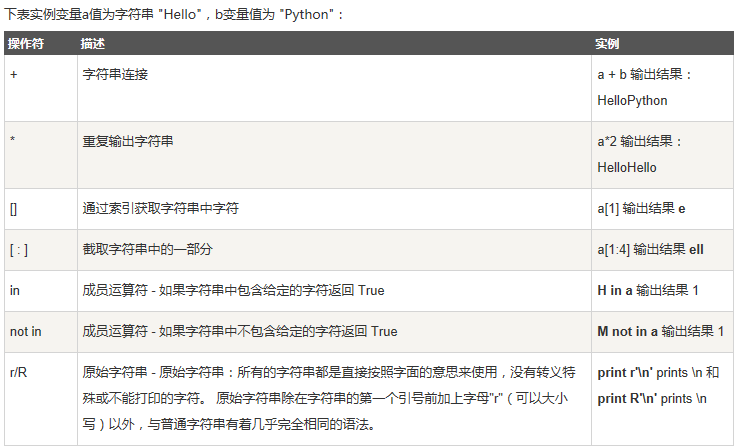 下表实例变量a值为字符串 "Hello"，b变量值为 "Python"：
操作符 描述 实例
+ 字符串连接 a + b 输出结果：
HelloPython
* 重复输出字符串 a*2 输出结果：
HelloHello
[] 通过索引获取字符串中字符 a[1] 输出结果 e
[ : ] 截取字符串中的一部分 a[1:4] 输出结果 ell
in 成员运算符 - 如果字符串中包含给定的字符返回 True H in a 输出结果 1
not in 成员运算符 - 如果字符串中不包含给定的字符返回 True M not in a 输出结果 1
r/R 原始字符串 - 原始字符串：所有的字符串都是直接按照字面的意思来使用，没有转义特 print r'\n' prints \n 和
殊或不能打印的字符。 原始字符串除在字符串的第一个引号前加上字母"r"（可以大小 print R'\n' prints \n
写）以外，与普通字符串有着几乎完全相同的语法。